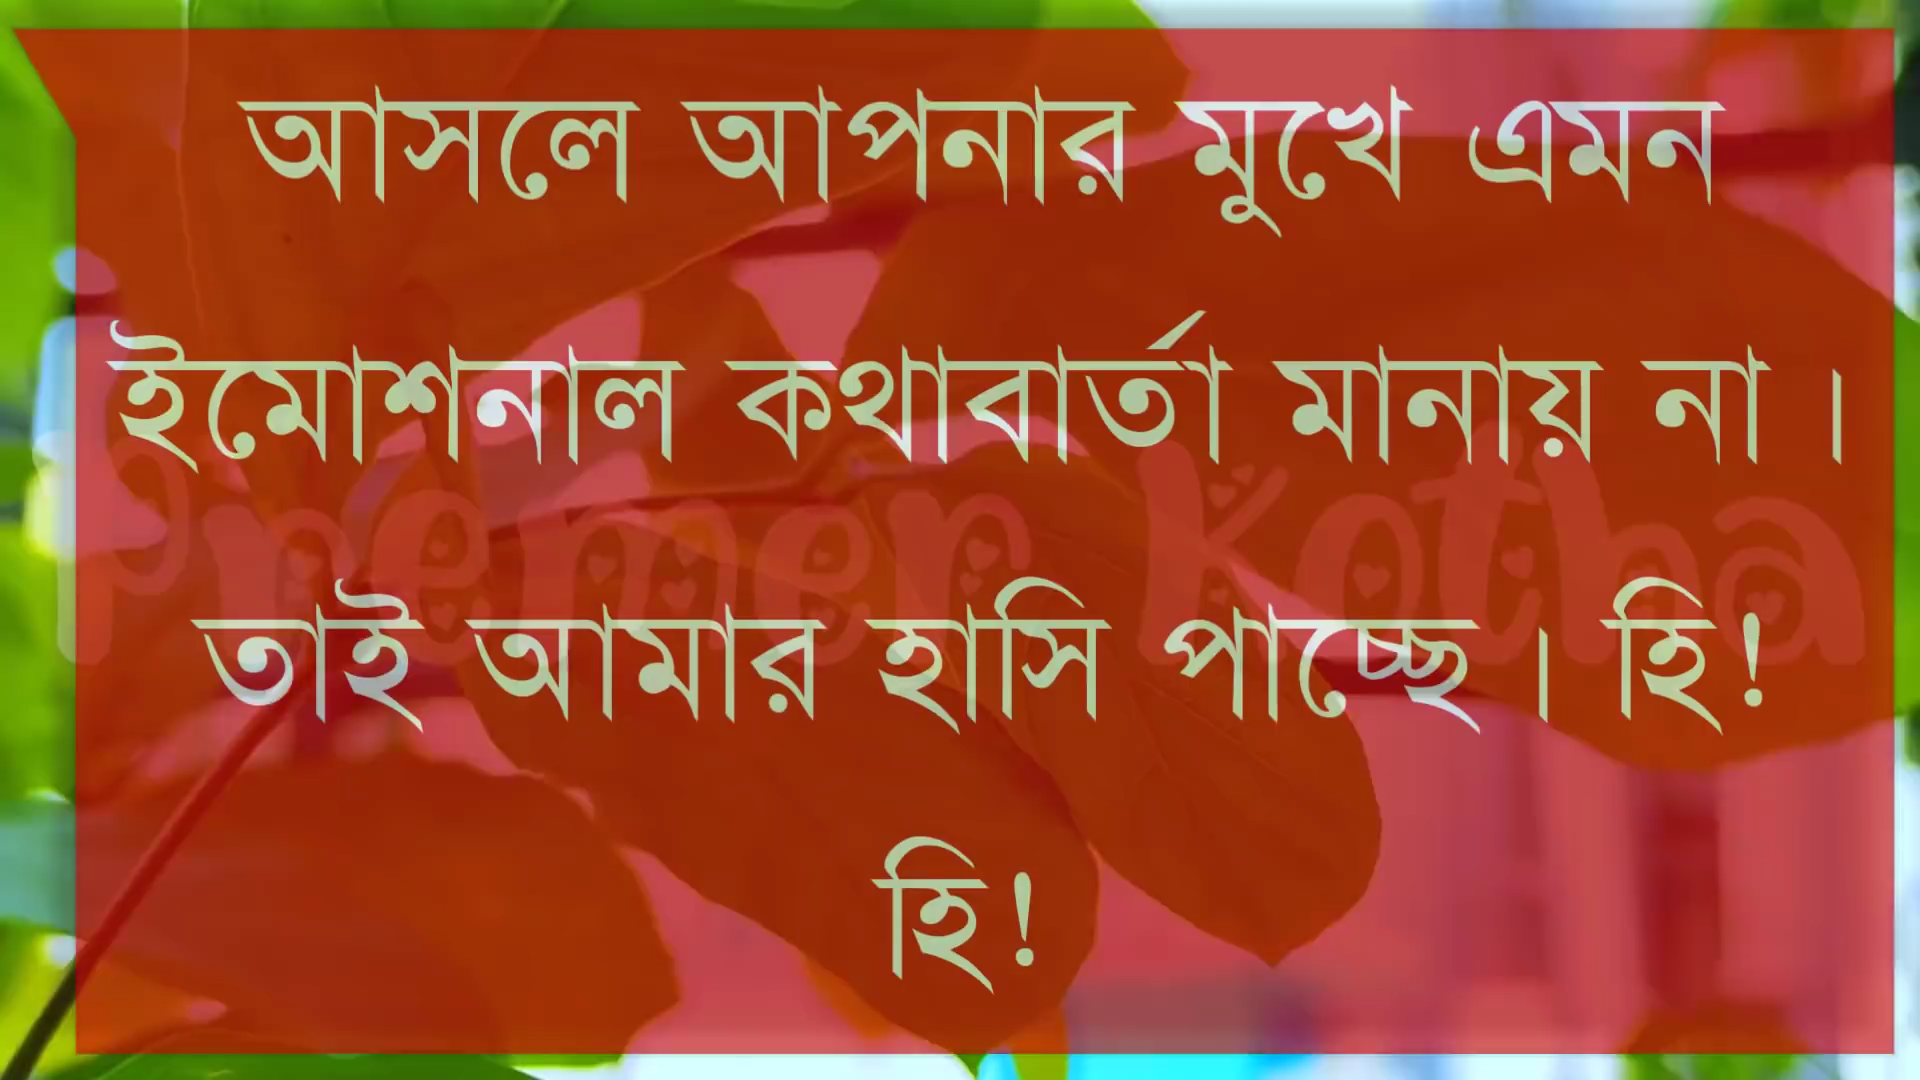 আসলে আপনার মুখে এমন
ইমোশনাল কথাবার্তা মানায় না ।
Premer Kotha
তাই আমার হাসি পাচ্ছে । হি!
হি!